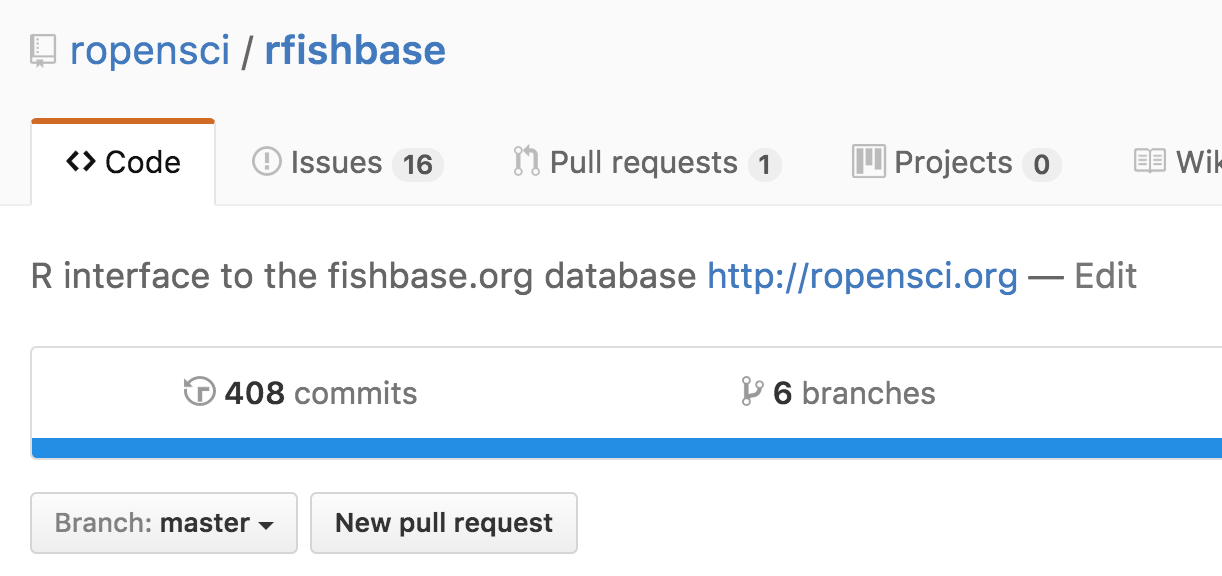 ropensci / rfishbase
Code Issues 16 Pull requests 1 Projects 0
R interface to the fishbase.org database http://ropensci.org — Edit
408 commits 6 branches
Branch: master New pull request